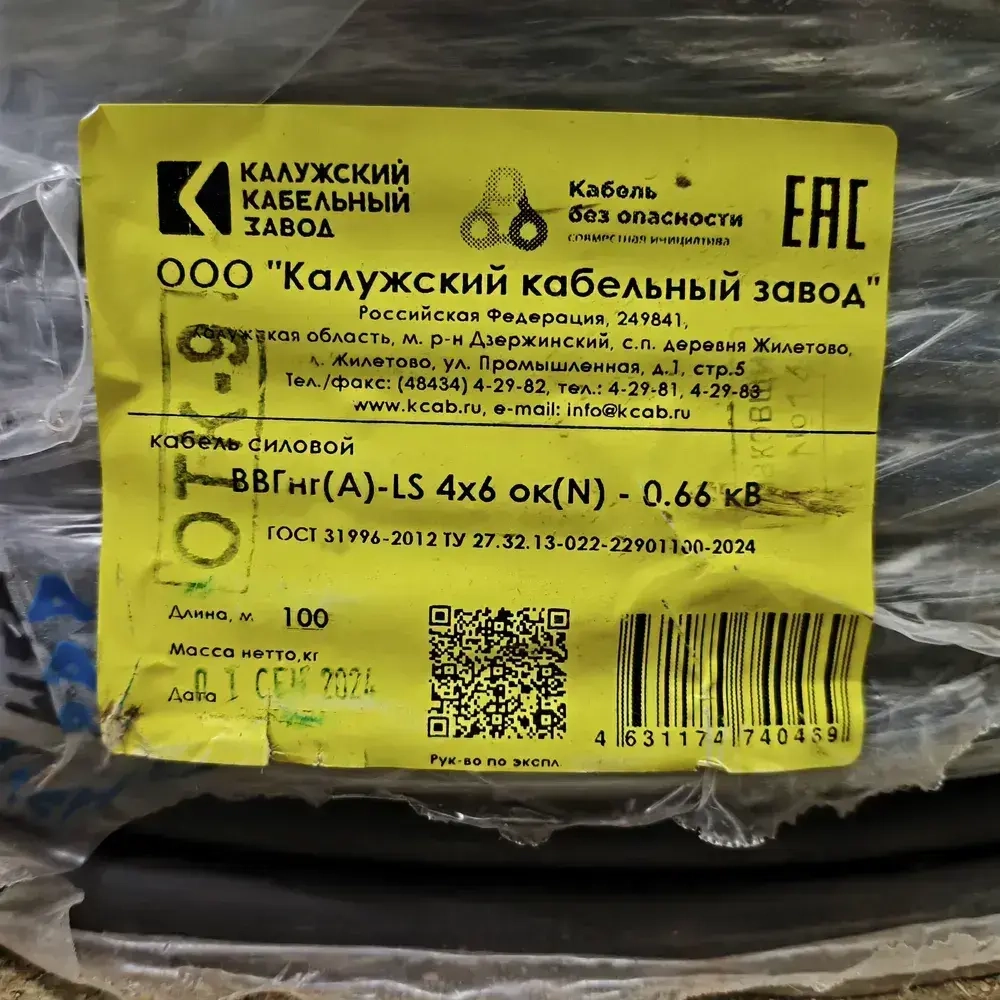 КАЛУЖСКИЙ
КАБЕЛЬНЫЙ
ЗАВОД
Кабель
без опасности
совместная инициатива
EAC
ООО "Калужский кабельный завод"
Российская Федерация, 249841,
Калужская область, м. р-н Дзержинский, с.п. деревня Жилетово,
д. Жилетово, ул. Промышленная, д.1, стр.5
Тел./факс: (48434) 4-29-82, тел.: 4-29-81, 4-29-83
www.kcab.ru, e-mail: info@kcab.ru
ОТК-9
кабель силовой
ВВГнг(А)-LS 4х6 ок(N) - 0.66 кВ
ГОСТ 31996-2012 ТУ 27.32.13-022-22901100-2024
Длина, м 100
Масса нетто,кг
Дата 2024
Рук-во по экспл.
4 631174 740469